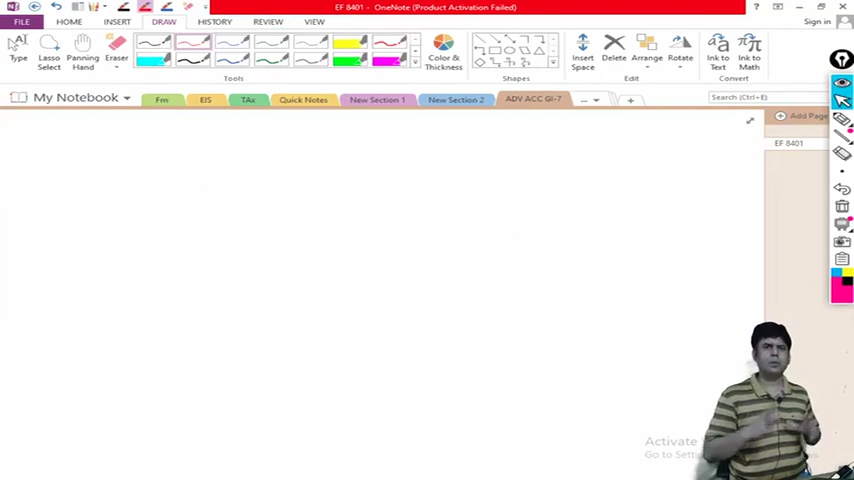 EF 8401 - OneNote (Product Activation Failed)
FILE HOME INSERT DRAW HISTORY REVIEW VIEW Sign in
Type Lasso Select Panning Hand Eraser Color & Thickness Insert Space Delete Arrange Rotate Ink to Text Ink to Math
Tools Shapes Edit Convert
My Notebook Fm EIS TAx Quick Notes New Section 1 New Section 2 ADV ACC GI-7 ... Search (Ctrl+E)
Add Page
EF 8401
Activate
Go to Setti